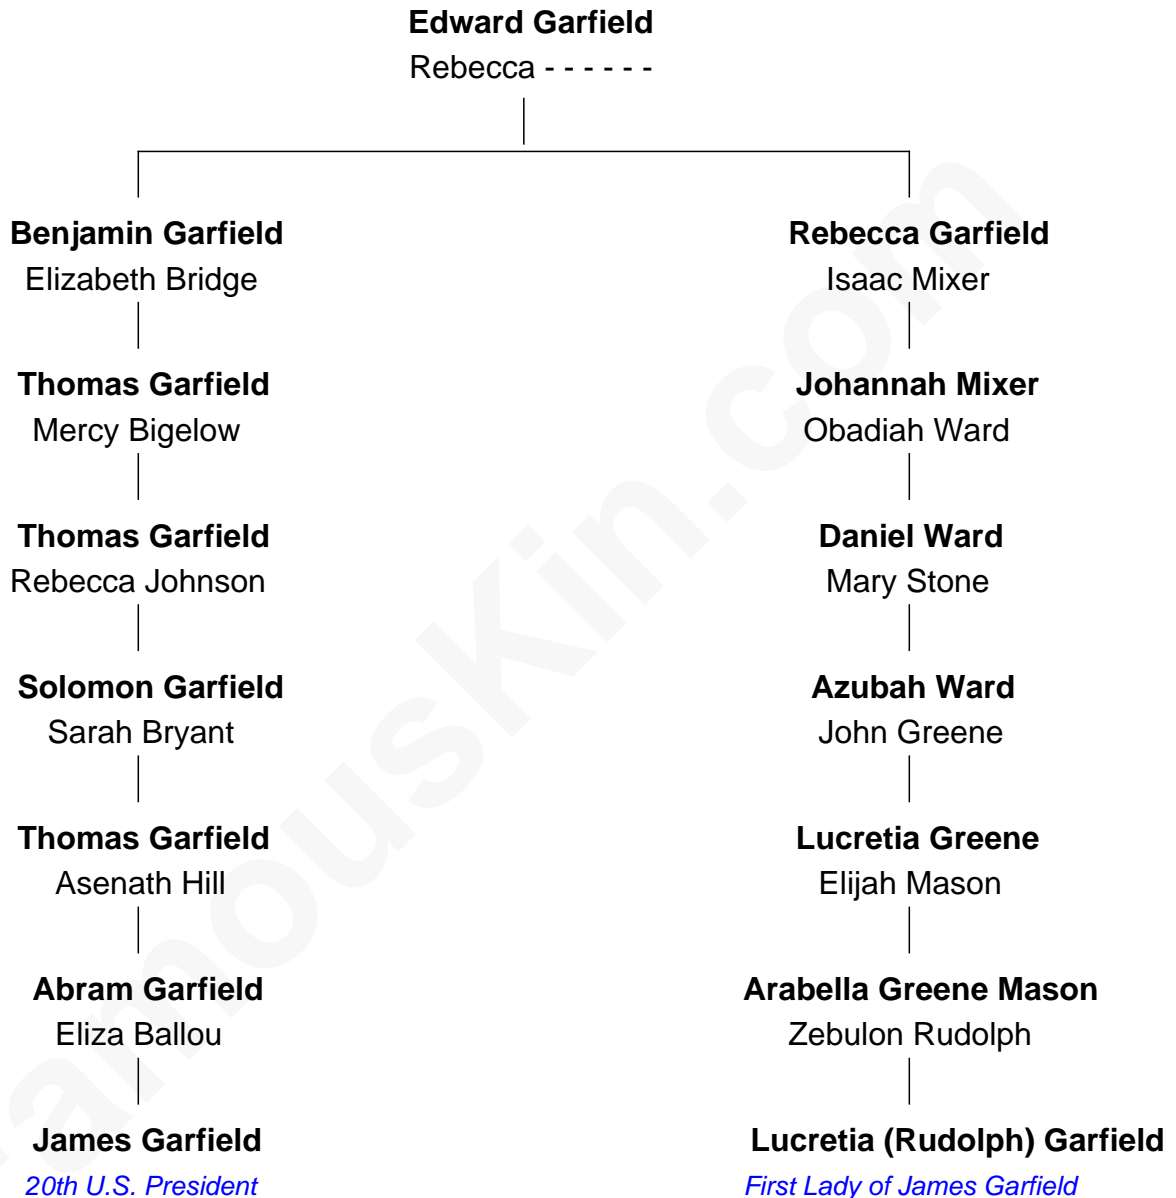 Edward Garfield
Rebecca - - - - - -
Benjamin Garfield
Elizabeth Bridge
Rebecca Garfield
Isaac Mixer
Thomas Garfield
Mercy Bigelow
Johannah Mixer
Obadiah Ward
Thomas Garfield
Rebecca Johnson
Daniel Ward
Mary Stone
Solomon Garfield
Sarah Bryant
Azubah Ward
John Greene
Thomas Garfield
Asenath Hill
Lucretia Greene
Elijah Mason
Abram Garfield
Eliza Ballou
Arabella Greene Mason
Zebulon Rudolph
James Garfield
20th U.S. President
Lucretia (Rudolph) Garfield
First Lady of James Garfield
FamousKin.com